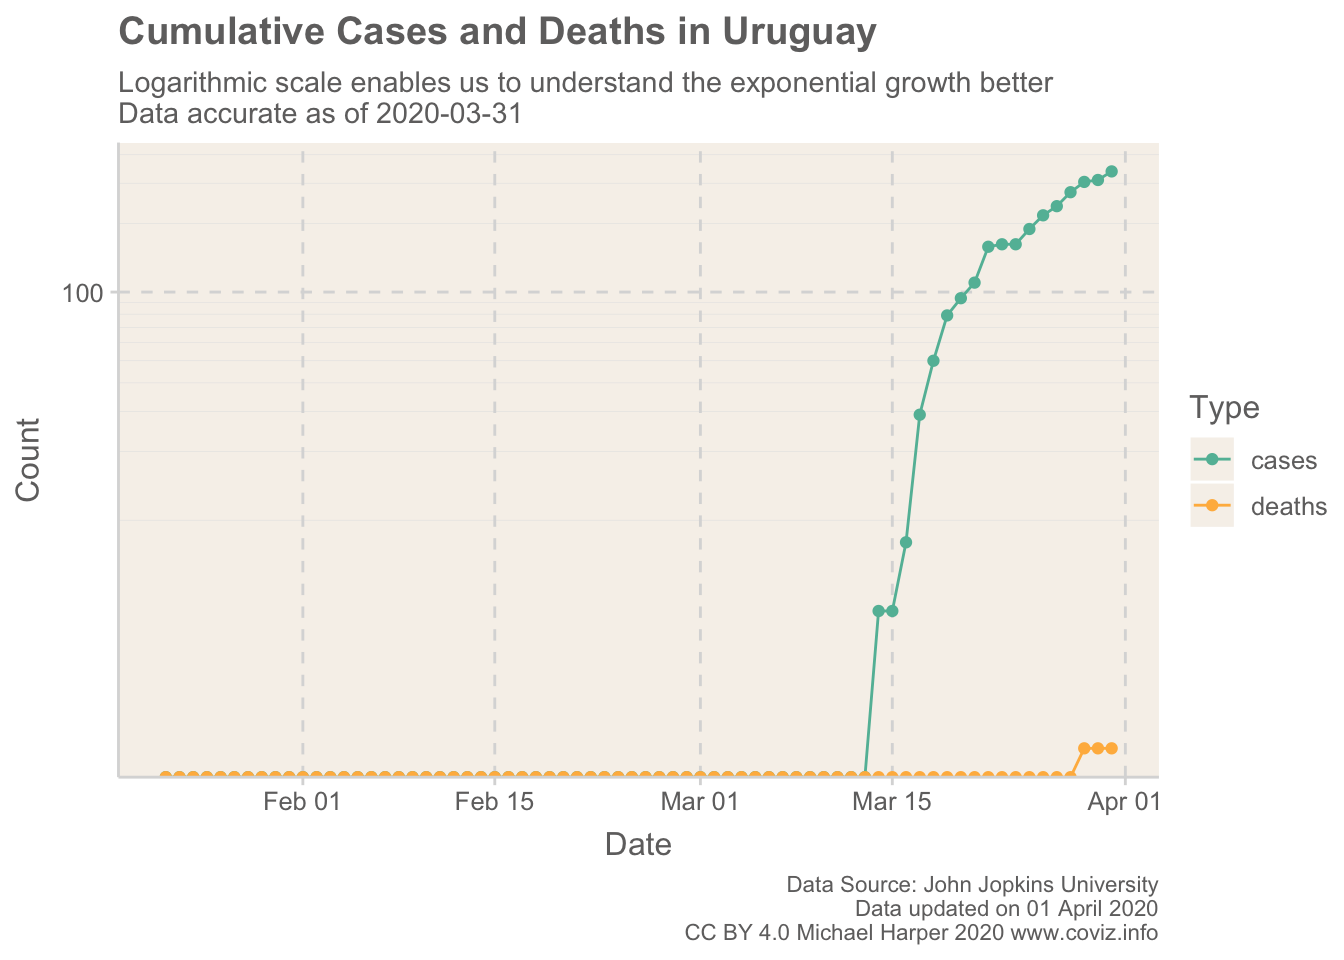 Cumulative Cases and Deaths in Uruguay
Logarithmic scale enables us to understand the exponential growth better
Data accurate as of 2020-03-31
100
Count
Feb 01
Feb 15
Mar 01
Mar 15
Apr 01
Date
Type
cases
deaths
Data Source: John Jopkins University
Data updated on 01 April 2020
CC BY 4.0 Michael Harper 2020 www.coviz.info